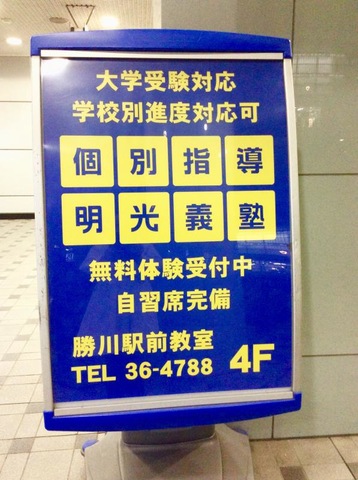 大学受験対応
学校別進度対応可
個別指導
明光義塾
無料体験受付中
自習席完備
勝川駅前教室
TEL 36-4788 4F